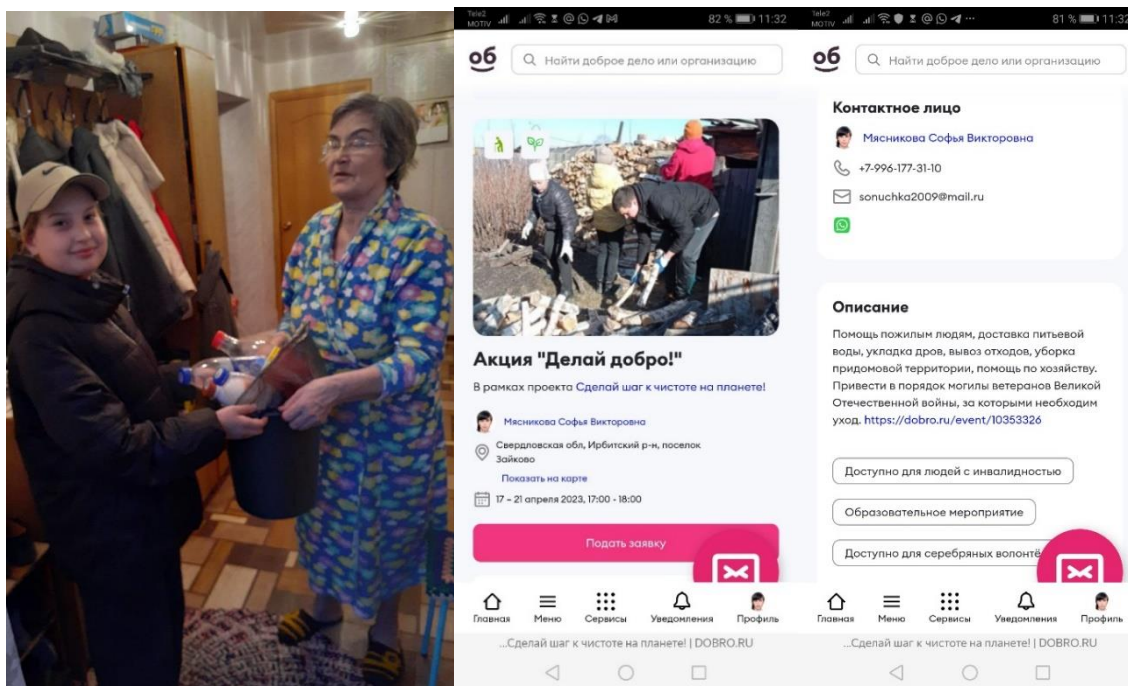 Tele2
MOTIV
82 % 11:32
об
Найти доброе дело или организацию
Акция "Делай добро!"
В рамках проекта Сделай шаг к чистоте на планете!
Мясникова Софья Викторовна
Свердловская обл, Ирбитский р-н, поселок
Зайково
Показать на карте
17 – 21 апреля 2023, 17:00 - 18:00
Подать заявку
Главная Меню Сервисы Уведомления Профиль
...Сделай шаг к чистоте на планете! | DOBRO.RU
Tele2
MOTIV
81 % 11:32
об
Найти доброе дело или организацию
Контактное лицо
Мясникова Софья Викторовна
+7-996-177-31-10
sonuchka2009@mail.ru
Описание
Помощь пожилым людям, доставка питьевой
воды, укладка дров, вывоз отходов, уборка
придомовой территории, помощь по хозяйству.
Привести в порядок могилы ветеранов Великой
Отечественной войны, за которыми необходим
уход. https://dobro.ru/event/10353326
Доступно для людей с инвалидностью
Образовательное мероприятие
Доступно для серебряных волонтё
Главная Меню Сервисы Уведомления Профиль
...Сделай шаг к чистоте на планете! | DOBRO.RU